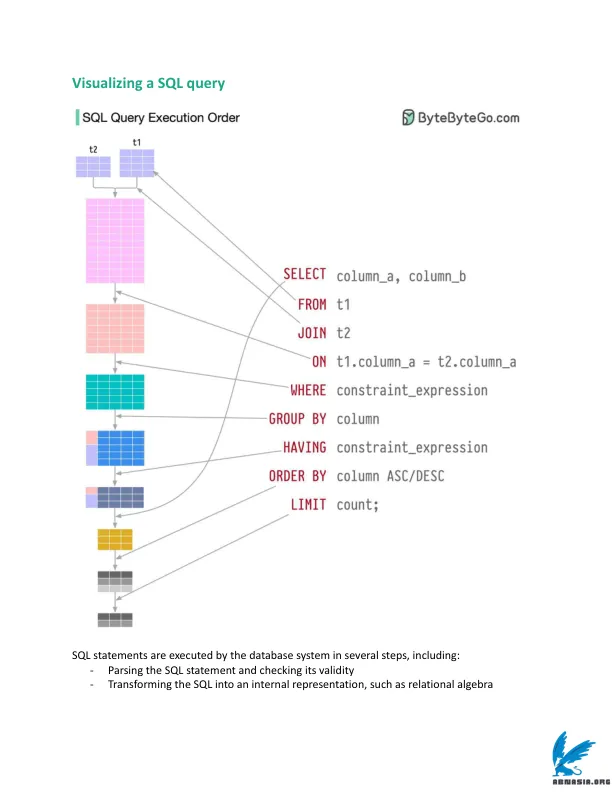 Visualizing a SQL query
SQL Query Execution Order
ByteByteGo.com
t2
t1
SELECT column_a, column_b
FROM t1
JOIN t2
ON t1.column_a = t2.column_a
WHERE constraint_expression
GROUP BY column
HAVING constraint_expression
ORDER BY column ASC/DESC
LIMIT count;
SQL statements are executed by the database system in several steps, including:
- Parsing the SQL statement and checking its validity
- Transforming the SQL into an internal representation, such as relational algebra
ABNASIA.ORG